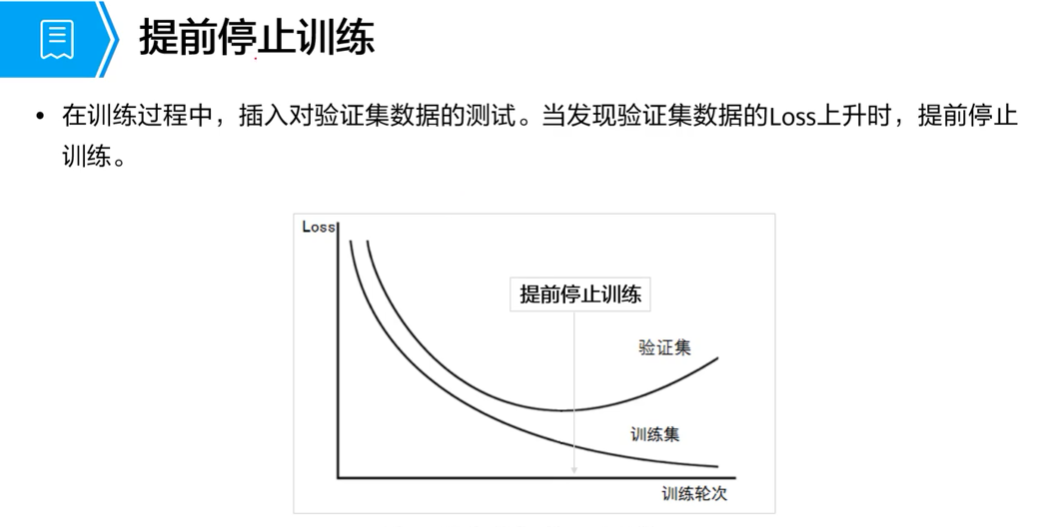 提前停止训练
• 在训练过程中，插入对验证集数据的测试。当发现验证集数据的Loss上升时，提前停止
训练。
Loss
提前停止训练
验证集
训练集
训练轮次